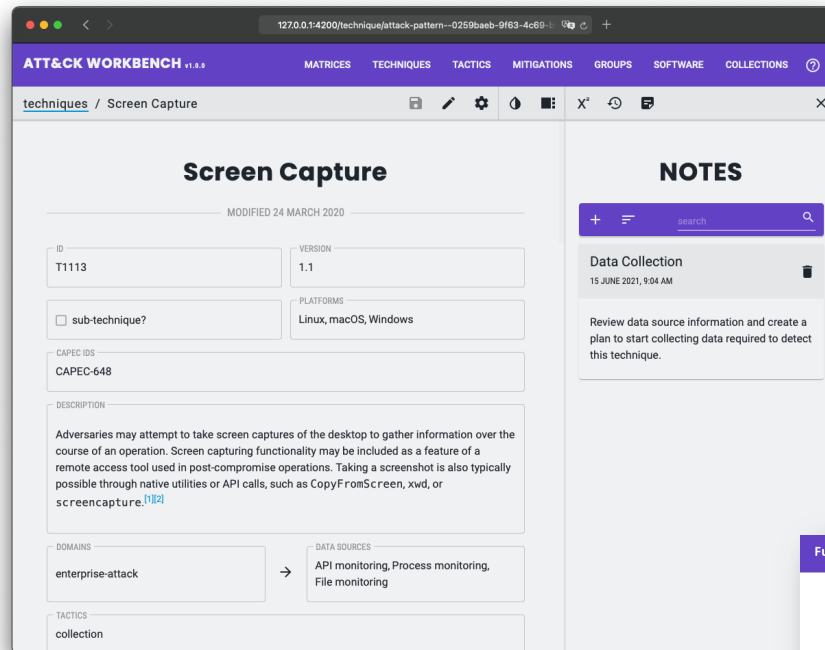 127.0.0.1:4200/technique/attack-pattern--0259baeb-9f63-4c69-b
ATT&CK WORKBENCH v1.0.0
MATRICES TECHNIQUES TACTICS MITIGATIONS GROUPS SOFTWARE COLLECTIONS
techniques / Screen Capture
Screen Capture
MODIFIED 24 MARCH 2020
ID
T1113
VERSION
1.1
sub-technique?
PLATFORMS
Linux, macOS, Windows
CAPEC IDS
CAPEC-648
DESCRIPTION
Adversaries may attempt to take screen captures of the desktop to gather information over the
course of an operation. Screen capturing functionality may be included as a feature of a
remote access tool used in post-compromise operations. Taking a screenshot is also typically
possible through native utilities or API calls, such as CopyFromScreen, xwd, or
screencapture.[1][2]
DOMAINS
enterprise-attack
DATA SOURCES
API monitoring, Process monitoring,
File monitoring
TACTICS
collection
X²
NOTES
search
Data Collection
15 JUNE 2021, 9:04 AM
Review data source information and create a
plan to start collecting data required to detect
this technique.
Fu